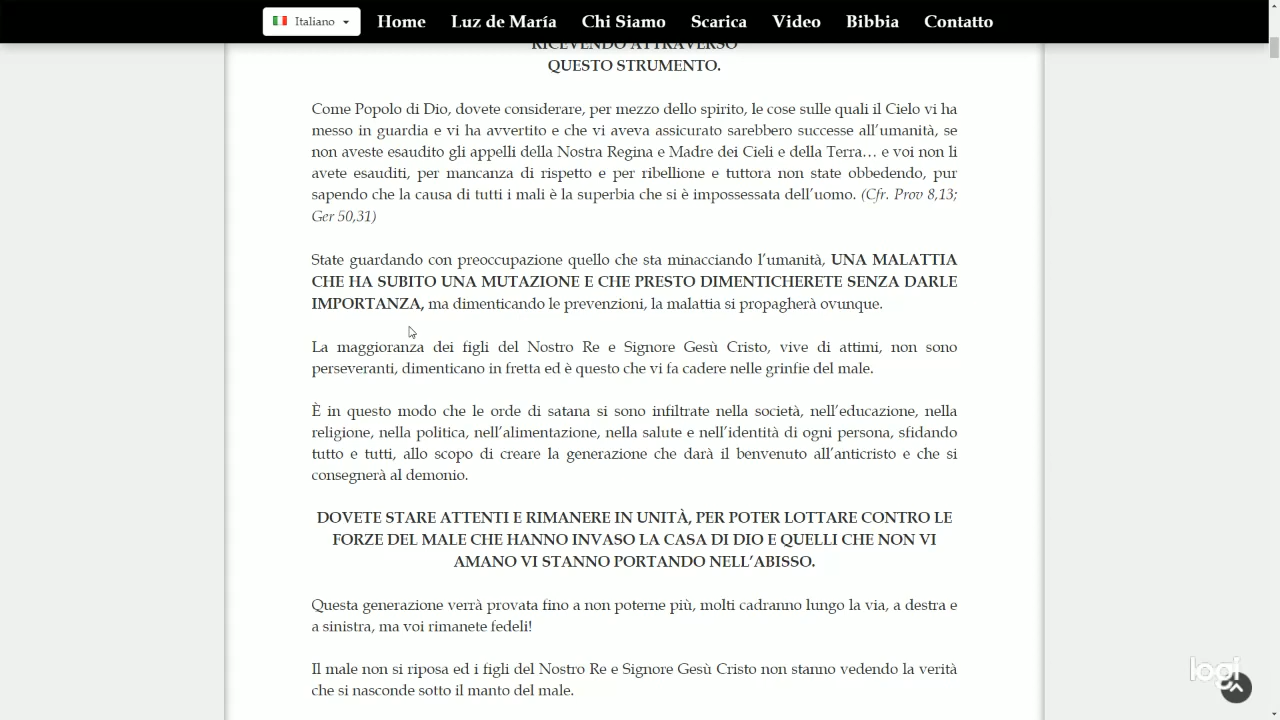 Italiano
Home
Luz de María
Chi Siamo
Scarica
Video
Bibbia
Contatto
RICEVENDO ATTRAVERSO
QUESTO STRUMENTO.
Come Popolo di Dio, dovete considerare, per mezzo dello spirito, le cose sulle quali il Cielo vi ha
messo in guardia e vi ha avvertito e che vi aveva assicurato sarebbero successe all’umanità, se
non aveste esaudito gli appelli della Nostra Regina e Madre dei Cieli e della Terra… e voi non li
avete esauditi, per mancanza di rispetto e per ribellione e tuttora non state obbedendo, pur
sapendo che la causa di tutti i mali è la superbia che si è impossessata dell’uomo. (Cfr. Prov 8,13;
Ger 50,31)
State guardando con preoccupazione quello che sta minacciando l’umanità, UNA MALATTIA
CHE HA SUBITO UNA MUTAZIONE E CHE PRESTO DIMENTICHERETE SENZA DARLE
IMPORTANZA, ma dimenticando le prevenzioni, la malattia si propagherà ovunque.
La maggioranza dei figli del Nostro Re e Signore Gesù Cristo, vive di attimi, non sono
perseveranti, dimenticano in fretta ed è questo che vi fa cadere nelle grinfie del male.
È in questo modo che le orde di satana si sono infiltrate nella società, nell’educazione, nella
religione, nella politica, nell’alimentazione, nella salute e nell’identità di ogni persona, sfidando
tutto e tutti, allo scopo di creare la generazione che darà il benvenuto all’anticristo e che si
consegnerà al demonio.
DOVETE STARE ATTENTI E RIMANERE IN UNITÀ, PER POTER LOTTARE CONTRO LE
FORZE DEL MALE CHE HANNO INVASO LA CASA DI DIO E QUELLI CHE NON VI
AMANO VI STANNO PORTANDO NELL’ABISSO.
Questa generazione verrà provata fino a non poterne più, molti cadranno lungo la via, a destra e
a sinistra, ma voi rimanete fedeli!
Il male non si riposa ed i figli del Nostro Re e Signore Gesù Cristo non stanno vedendo la verità
che si nasconde sotto il manto del male.
logi